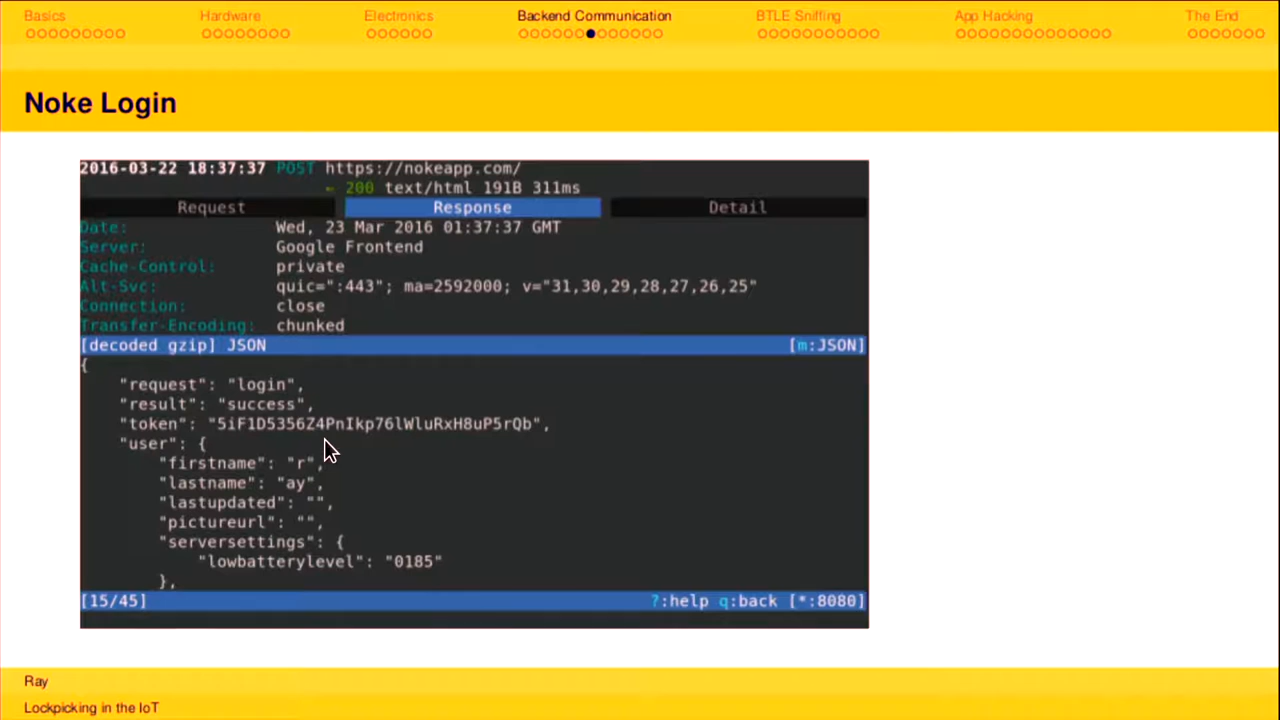 Basics Hardware Electronics Backend Communication BTLE Sniffing App Hacking The End
Noke Login
2016-03-22 18:37:37 POST https://nokeapp.com/
← 200 text/html 191B 311ms
Request Response Detail
Date: Wed, 23 Mar 2016 01:37:37 GMT
Server: Google Frontend
Cache-Control: private
Alt-Svc: quic=":443"; ma=2592000; v="31,30,29,28,27,26,25"
Connection: close
Transfer-Encoding: chunked
[decoded gzip] JSON [m:JSON]
{
"request": "login",
"result": "success",
"token": "5iF1D5356Z4PnIkp76lWluRxH8uP5rQb",
"user": {
"firstname": "r",
"lastname": "ay",
"lastupdated": "",
"pictureurl": "",
"serversettings": {
"lowbatterylevel": "0185"
},
[15/45] ?:help q:back [*:8080]
Ray
Lockpicking in the IoT